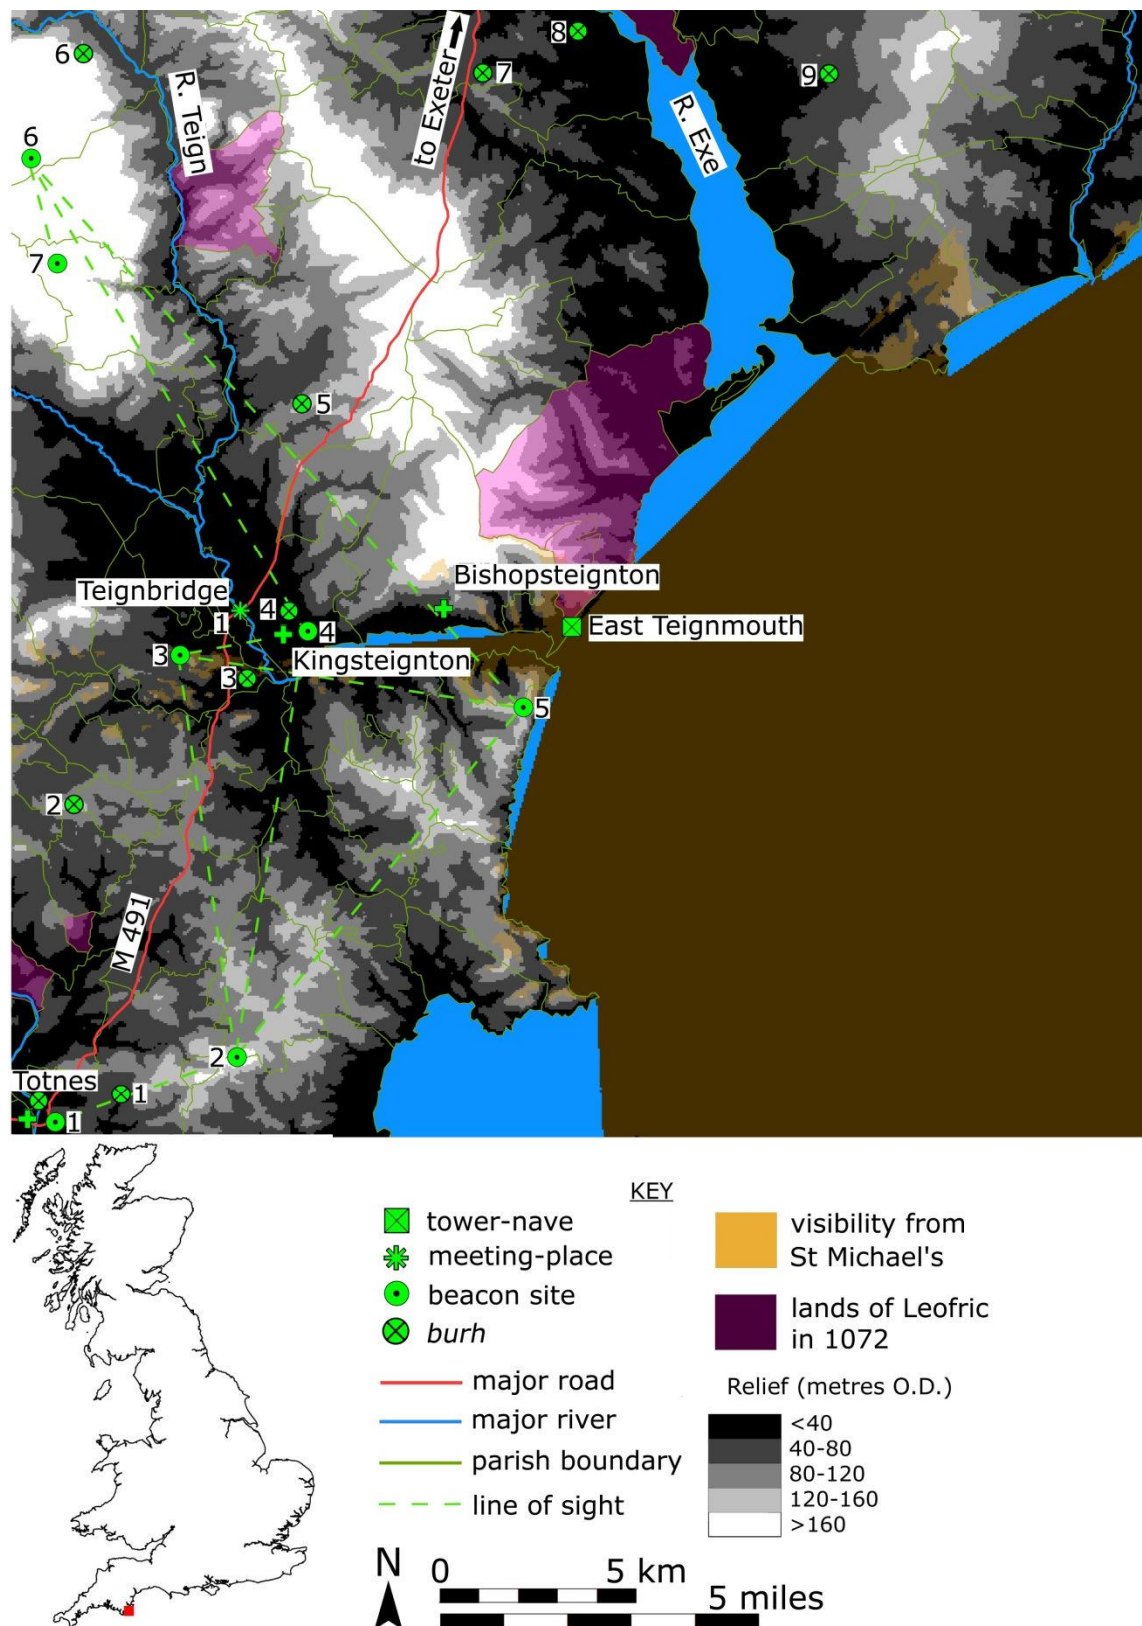 8
6
7
9
to Exeter
R. Teign
R. Exe
6
7
5
Bishopsteignton
Teignbridge
4
1
4
East Teignmouth
3
Kingsteignton
3
5
2
M 491
2
Totnes
1
1
KEY
tower-nave
meeting-place
beacon site
burh
major road
major river
parish boundary
line of sight
visibility from
St Michael's
lands of Leofric
in 1072
Relief (metres O.D.)
<40
40-80
80-120
120-160
>160
N
0 5 km
5 miles